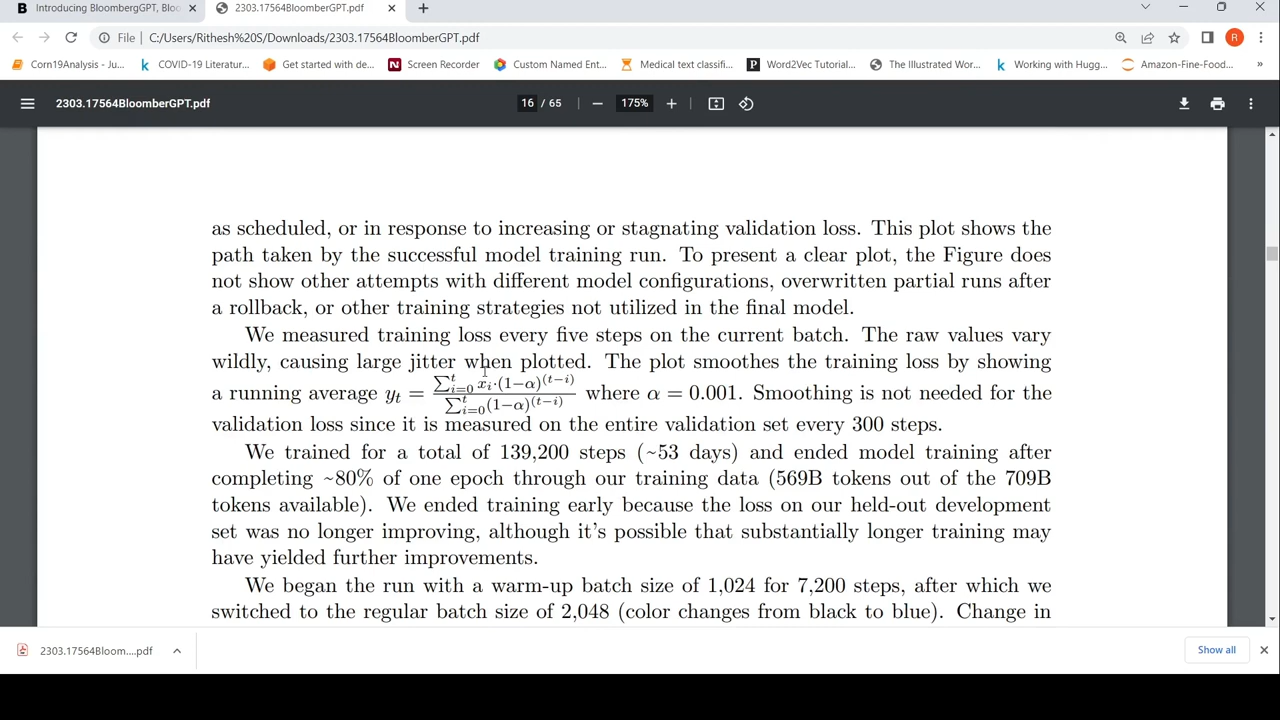 Introducing BloombergGPT, Bloo
2303.17564BloomberGPT.pdf
File
C:/Users/Rithesh%20S/Downloads/2303.17564BloomberGPT.pdf
R
Corn19Analysis - Ju...
COVID-19 Literatur...
Get started with de...
Screen Recorder
Custom Named Ent...
Medical text classifi...
Word2Vec Tutorial...
The Illustrated Wor...
Working with Hugg...
Amazon-Fine-Food...
»
2303.17564BloomberGPT.pdf
16 / 65
175%
as scheduled, or in response to increasing or stagnating validation loss. This plot shows the
path taken by the successful model training run. To present a clear plot, the Figure does
not show other attempts with different model configurations, overwritten partial runs after
a rollback, or other training strategies not utilized in the final model.
We measured training loss every five steps on the current batch. The raw values vary
wildly, causing large jitter when plotted. The plot smoothes the training loss by showing
a running average y_t = \frac{\sum_{i=0}^{t} x_i·(1−α)^{(t−i)}}{\sum_{i=0}^{t} (1−α)^{(t−i)}} where α = 0.001. Smoothing is not needed for the
validation loss since it is measured on the entire validation set every 300 steps.
We trained for a total of 139,200 steps (~53 days) and ended model training after
completing ~80% of one epoch through our training data (569B tokens out of the 709B
tokens available). We ended training early because the loss on our held-out development
set was no longer improving, although it's possible that substantially longer training may
have yielded further improvements.
We began the run with a warm-up batch size of 1,024 for 7,200 steps, after which we
switched to the regular batch size of 2,048 (color changes from black to blue). Change in
2303.17564Bloom....pdf
Show all